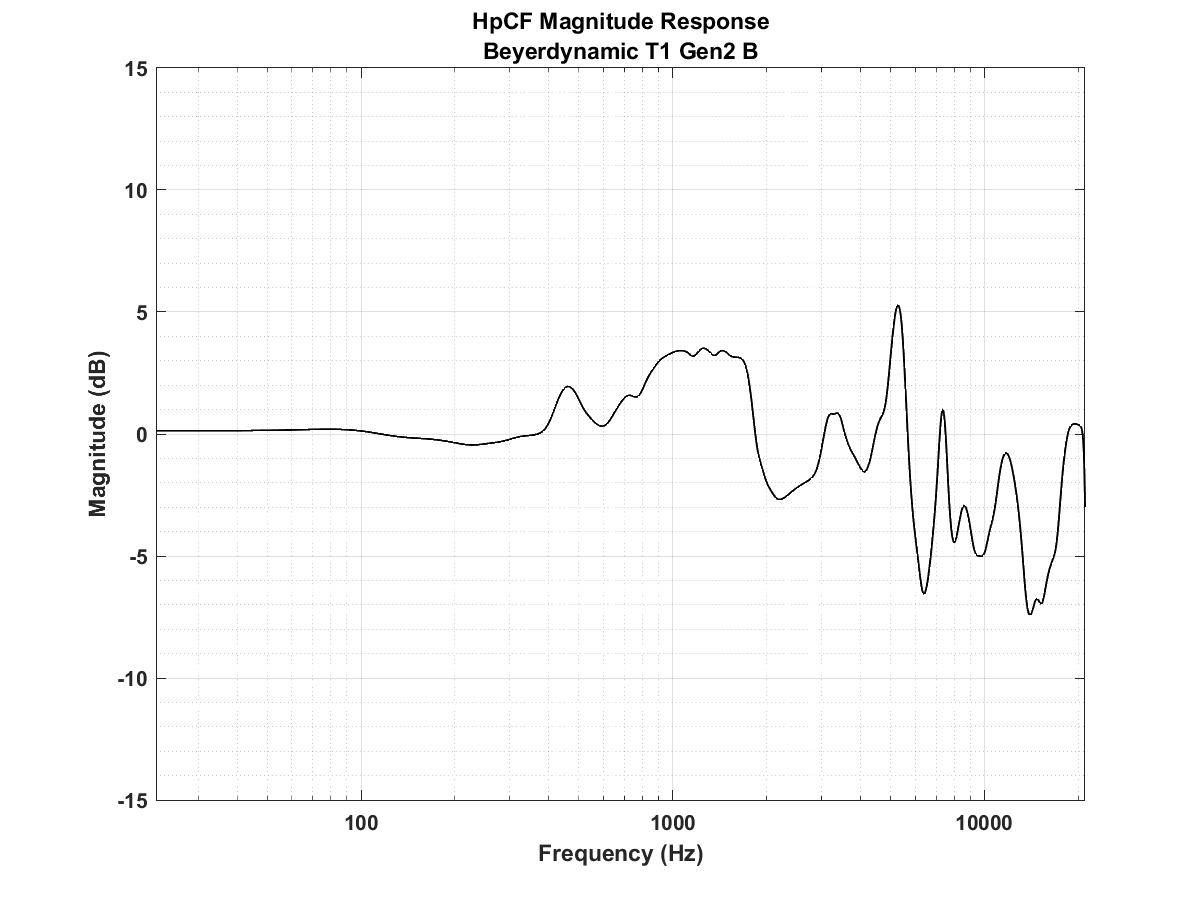 HpCF Magnitude Response
Beyerdynamic T1 Gen2 B
15
10
5
0
-5
-10
-15
Magnitude (dB)
100
1000
10000
Frequency (Hz)